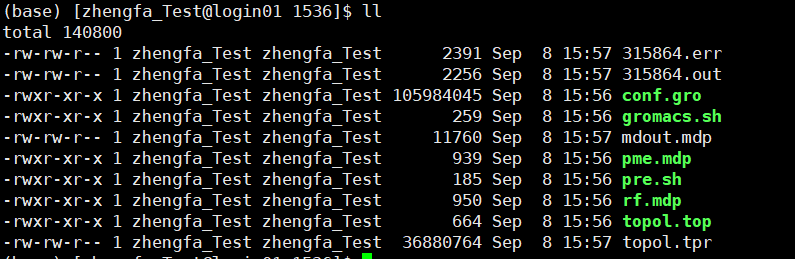 (base) [zhengfa_Test@login01 1536]$ ll
total 140800
-rw-rw-r-- 1 zhengfa_Test zhengfa_Test      2391 Sep  8 15:57 315864.err
-rw-rw-r-- 1 zhengfa_Test zhengfa_Test      2256 Sep  8 15:57 315864.out
-rwxr-xr-x 1 zhengfa_Test zhengfa_Test 105984045 Sep  8 15:56 conf.gro
-rwxr-xr-x 1 zhengfa_Test zhengfa_Test       259 Sep  8 15:56 gromacs.sh
-rw-rw-r-- 1 zhengfa_Test zhengfa_Test     11760 Sep  8 15:57 mdout.mdp
-rwxr-xr-x 1 zhengfa_Test zhengfa_Test       939 Sep  8 15:56 pme.mdp
-rwxr-xr-x 1 zhengfa_Test zhengfa_Test       185 Sep  8 15:56 pre.sh
-rwxr-xr-x 1 zhengfa_Test zhengfa_Test       950 Sep  8 15:56 rf.mdp
-rwxr-xr-x 1 zhengfa_Test zhengfa_Test       664 Sep  8 15:56 topol.top
-rw-rw-r-- 1 zhengfa_Test zhengfa_Test  36880764 Sep  8 15:57 topol.tpr
(base) [zhengfa_Test@login01 1536]$